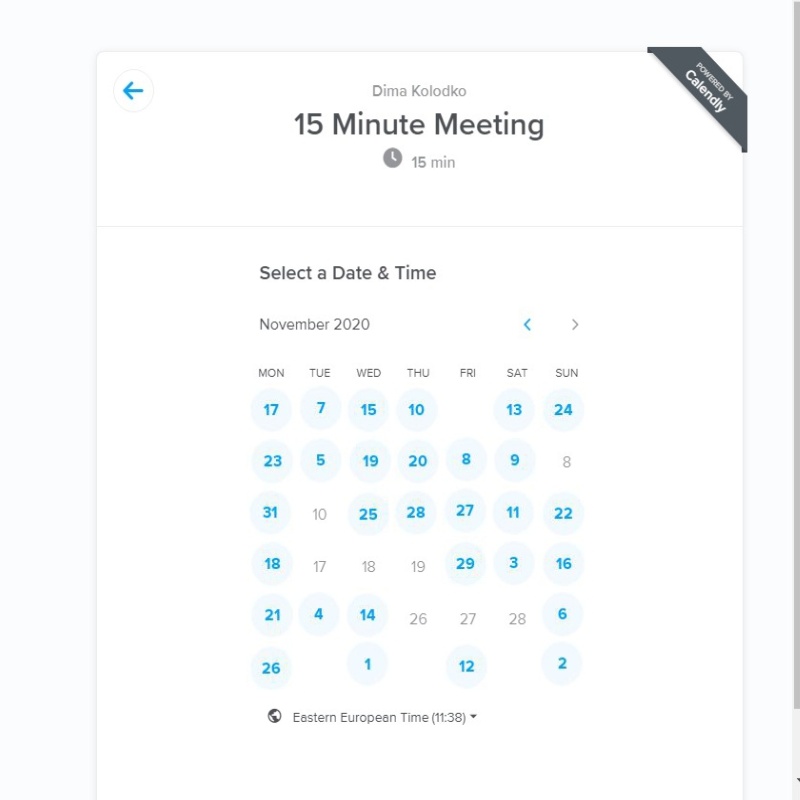 POWERED BY
Calendly
Dima Kolodko
15 Minute Meeting
15 min
Select a Date & Time
November 2020
MON TUE WED THU FRI SAT SUN
17 7 15 10 13 24
23 5 19 20 8 9 8
31 10 25 28 27 11 22
18 17 18 19 29 3 16
21 4 14 26 27 28 6
26 1 12 2
Eastern European Time (11:38)